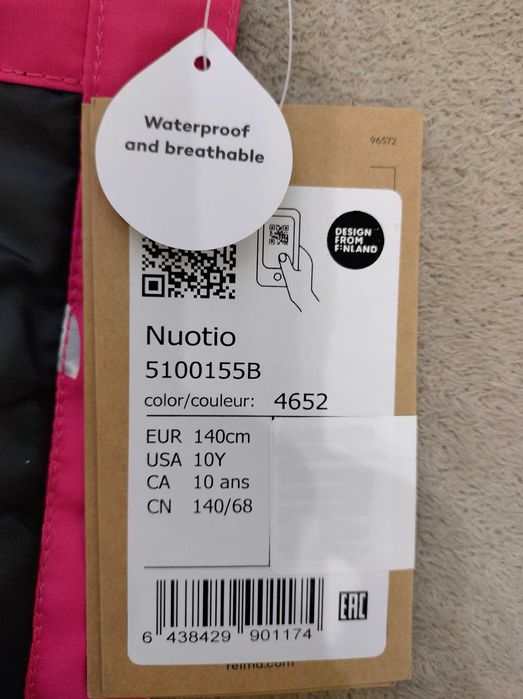 Waterproof
and breathable
96572
DESIGN
FROM
FINLAND
Nuotio
5100155B
color/couleur: 4652
EUR 140cm
USA 10Y
CA 10 ans
CN 140/68
6 438429 901174
EAC
reima.com